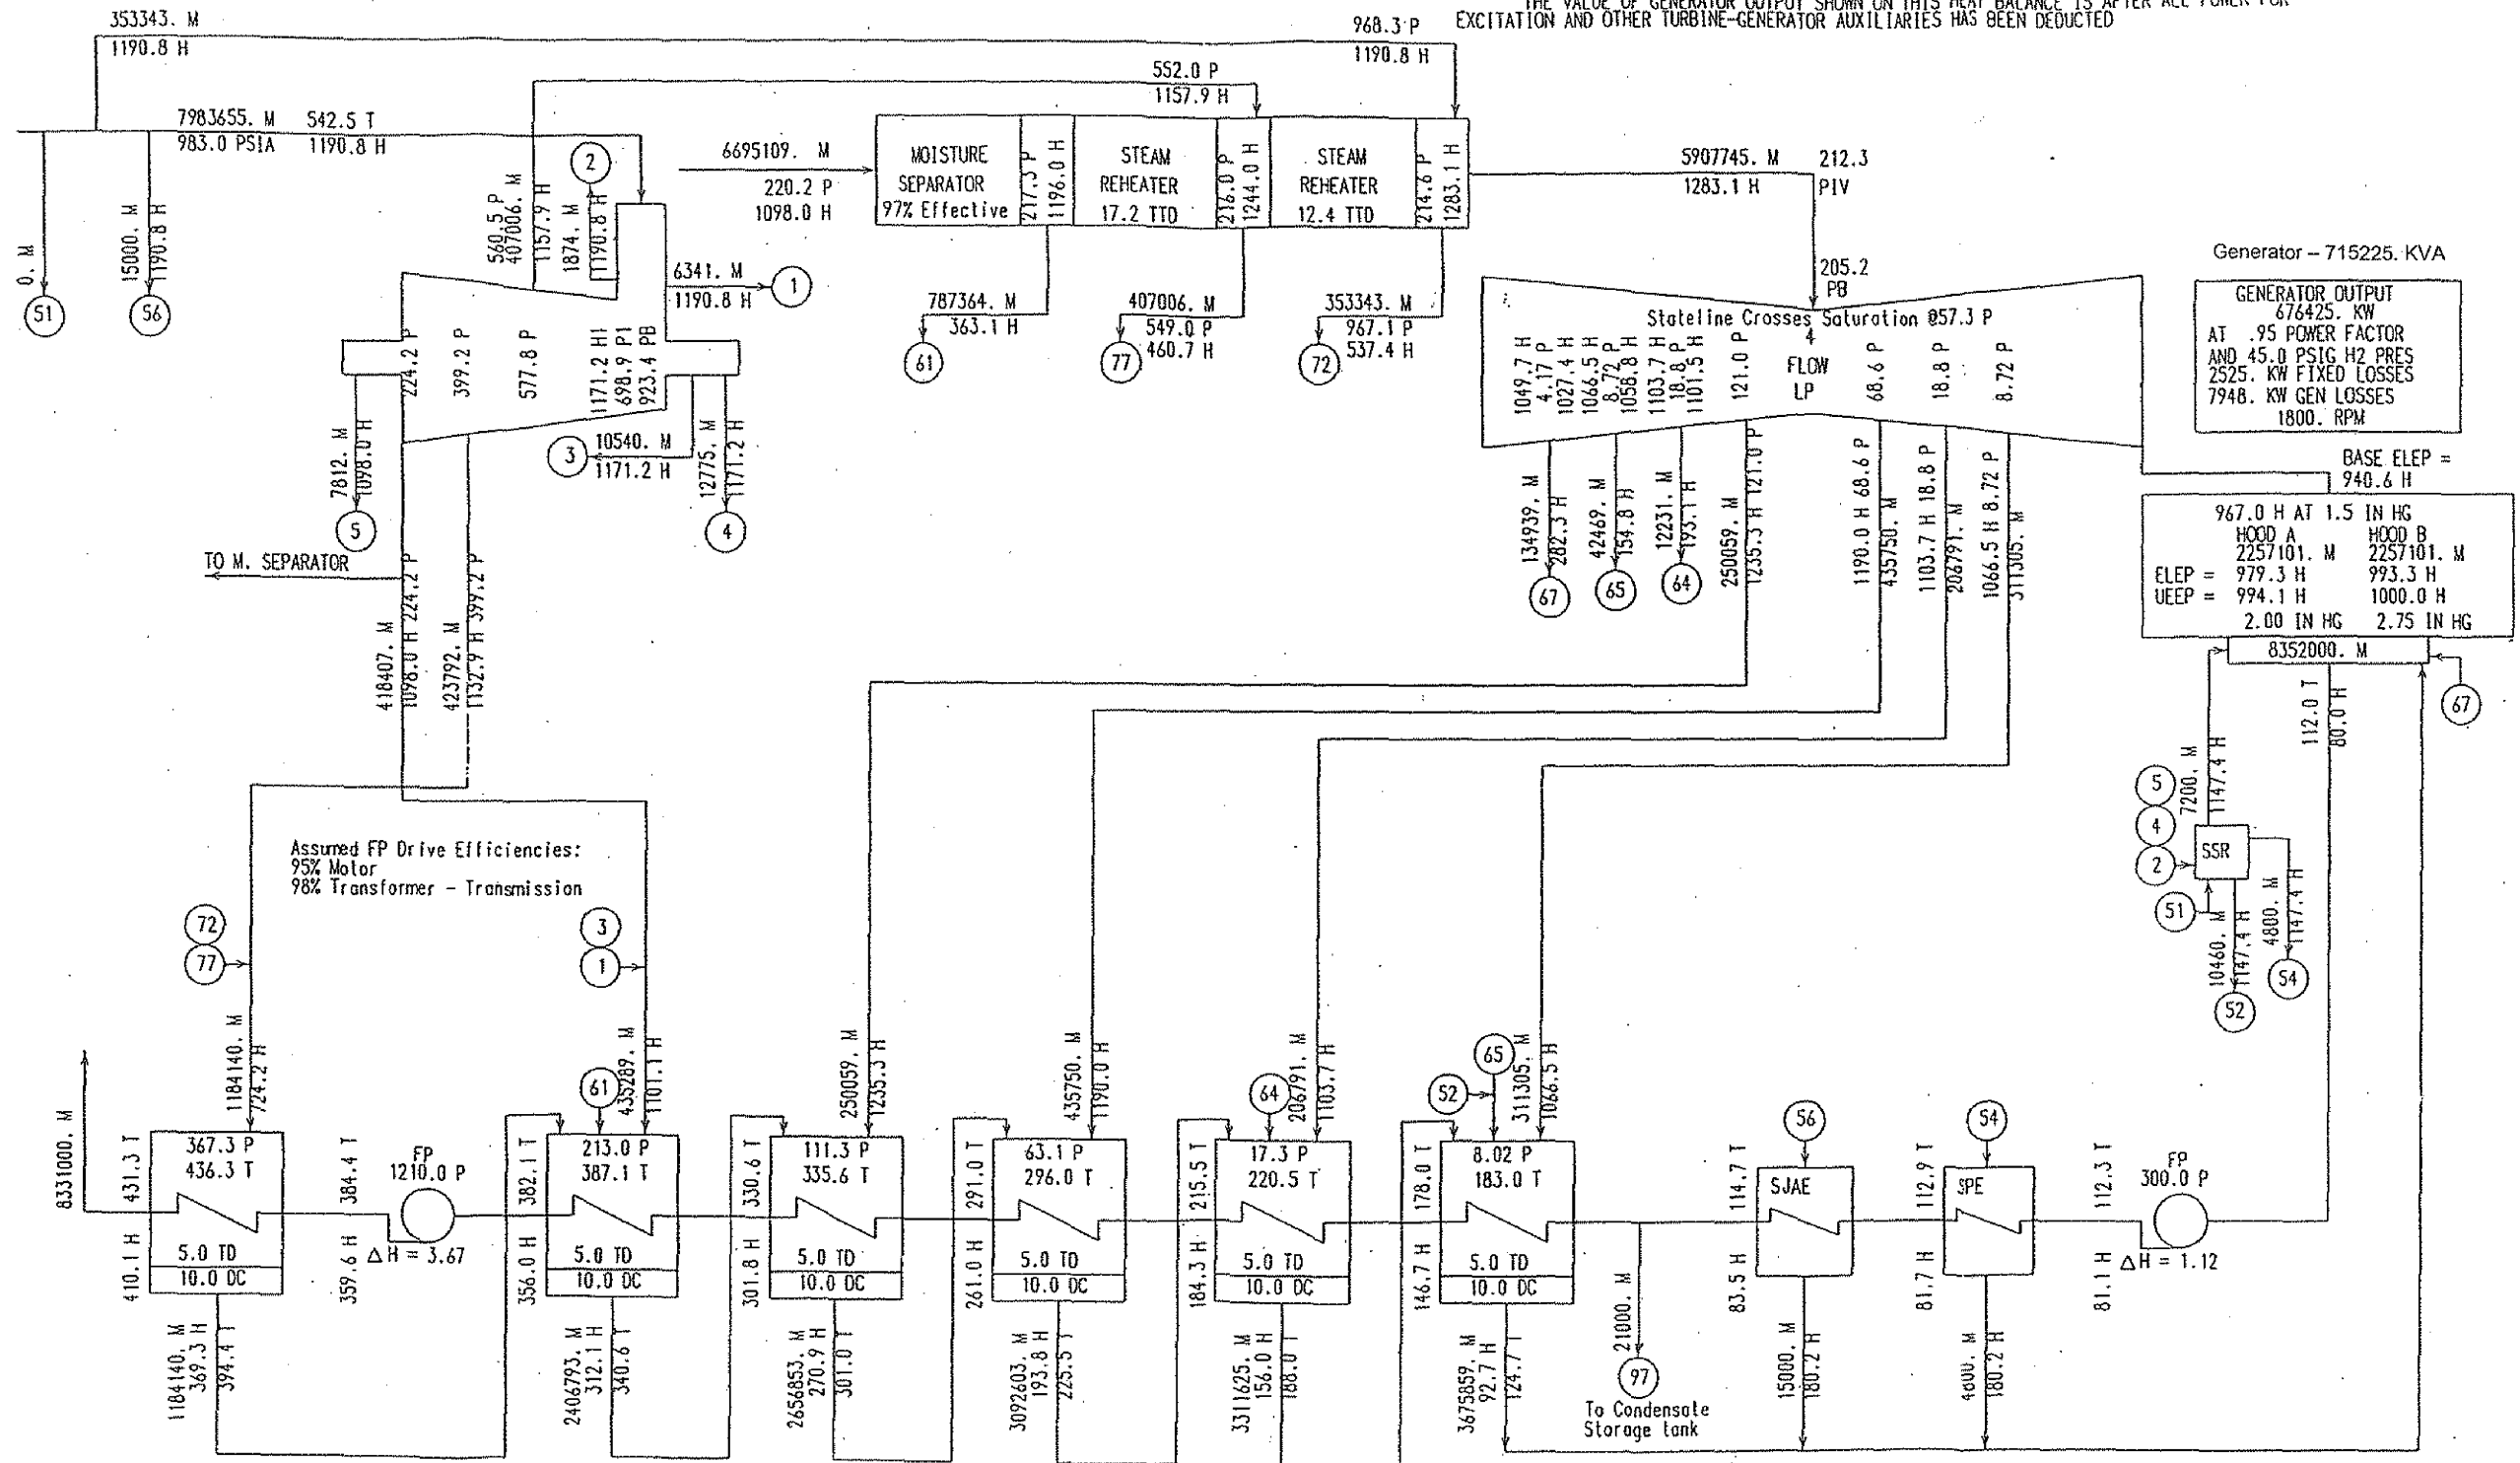 THE VALUE OF GENERATOR OUTPUT SHOWN ON THIS HEAT BALANCE IS AFTER ALL POWER FOR
EXCITATION AND OTHER TURBINE-GENERATOR AUXILIARIES HAS BEEN DEDUCTED
353343. M
1190.8 H
968.3 P
1190.8 H
552.0 P
1157.9 H
7983655. M 542.5 T
983.0 PSIA 1190.8 H
0. M
S1
15000. M
1190.8 H
S6
560.5 P
407006. M
1157.9 H
2
1874. M
1190.8 H
6341. M
1190.8 H
1
6695109. M
220.2 P
1098.0 H
MOISTURE
SEPARATOR
97% Effective
217.3 P
1196.0 H
STEAM
REHEATER
17.2 TTD
216.0 P
1244.0 H
STEAM
REHEATER
12.4 TTD
214.6 P
1283.1 H
5907745. M 212.3
1283.1 H PIV
787364. M
363.1 H
61
407006. M
549.0 P
460.7 H
77
353343. M
967.1 P
537.4 H
72
205.2
PB
Generator – 715225. KVA
GENERATOR OUTPUT
676425. KW
AT .95 POWER FACTOR
AND 45.0 PSIG H2 PRES
2525. KW FIXED LOSSES
7948. KW GEN LOSSES
1800. RPM
224.2 P
399.2 P
577.8 P
1171.2 H1
698.9 P1
923.4 PB
Stateline Crosses Saturation @57.3 P
4
FLOW
LP
1049.7 H
4.17 P
1027.4 H
1066.5 H
8.72 P
1058.8 H
1103.7 H
18.8 P
1101.5 H
121.0 P
68.6 P
18.8 P
8.72 P
7812. M
1098.0 H
5
10540. M
1171.2 H
3
12775. M
1171.2 H
4
TO M. SEPARATOR
418407. M
1098.0 H 224.2 P
423792. M
1132.9 H 399.2 P
134939. M
282.3 H
67
42469. M
154.8 H
65
12231. M
193.1 H
64
250059. M
1235.3 H 121.0 P
1190.0 H 68.6 P
435750. M
1103.7 H 18.8 P
206791. M
1066.5 H 8.72 P
311305. M
BASE ELEP =
940.6 H
967.0 H AT 1.5 IN HG
HOOD A HOOD B
2257101. M 2257101. M
ELEP = 979.3 H 993.3 H
UEEP = 994.1 H 1000.0 H
2.00 IN HG 2.75 IN HG
8352000. M
67
112.0 T
80.0 H
7200. M
1147.4 H
5
4
2
SSR
S1
10460. M
1147.4 H
S2
4800. M
1147.4 H
S4
Assumed FP Drive Efficiencies:
95% Motor
98% Transformer - Transmission
72
77
3
1
1184140. M
724.2 H
61
435289. M
1101.1 H
250059. M
1235.3 H
435750. M
1190.0 H
64
206791. M
1103.7 H
65
S2
311305. M
1066.5 H
S6
S4
8331000. M
431.3 T
410.1 H
367.3 P
436.3 T
5.0 TD
10.0 DC
384.4 T
359.6 H
FP
1210.0 P
ΔH = 3.67
382.1 T
356.0 H
213.0 P
387.1 T
5.0 TD
10.0 DC
330.6 T
301.8 H
111.3 P
335.6 T
5.0 TD
10.0 DC
291.0 T
261.0 H
63.1 P
296.0 T
5.0 TD
10.0 DC
215.5 T
184.3 H
17.3 P
220.5 T
5.0 TD
10.0 DC
178.0 T
146.7 H
8.02 P
183.0 T
5.0 TD
10.0 DC
114.7 T
83.5 H
SJAE
112.9 T
81.7 H
SPE
112.3 T
81.1 H
FP
300.0 P
ΔH = 1.12
1184140. M
369.3 H
394.4 T
2406793. M
312.1 H
340.6 T
2656853. M
270.9 H
301.0 T
3092603. M
193.8 H
225.5 T
3311625. M
156.0 H
188.0 T
3675859. M
92.7 H
124.7 T
21000. M
97
To Condensate
Storage tank
15000. M
180.2 H
4800. M
180.2 H